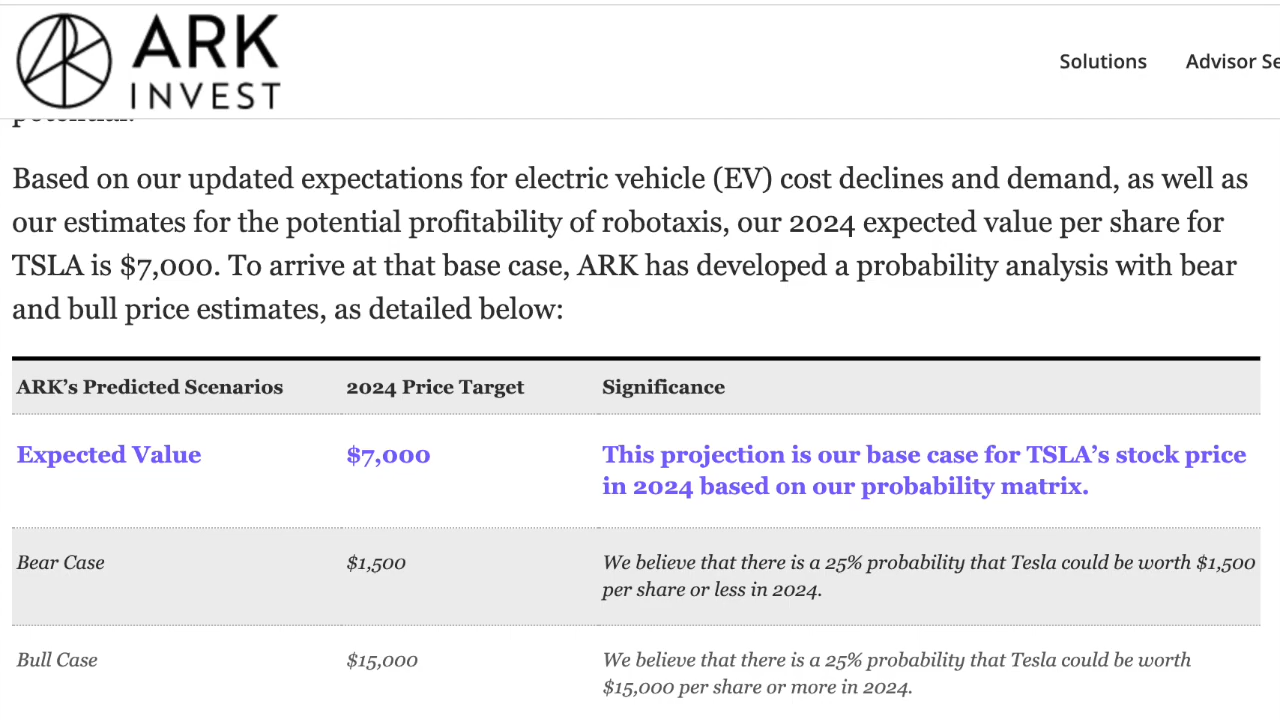 ARK
INVEST
Solutions Advisor Se
potential.
Based on our updated expectations for electric vehicle (EV) cost declines and demand, as well as
our estimates for the potential profitability of robotaxis, our 2024 expected value per share for
TSLA is $7,000. To arrive at that base case, ARK has developed a probability analysis with bear
and bull price estimates, as detailed below:
ARK’s Predicted Scenarios 2024 Price Target Significance
Expected Value $7,000 This projection is our base case for TSLA’s stock price
in 2024 based on our probability matrix.
Bear Case $1,500 We believe that there is a 25% probability that Tesla could be worth $1,500
per share or less in 2024.
Bull Case $15,000 We believe that there is a 25% probability that Tesla could be worth
$15,000 per share or more in 2024.